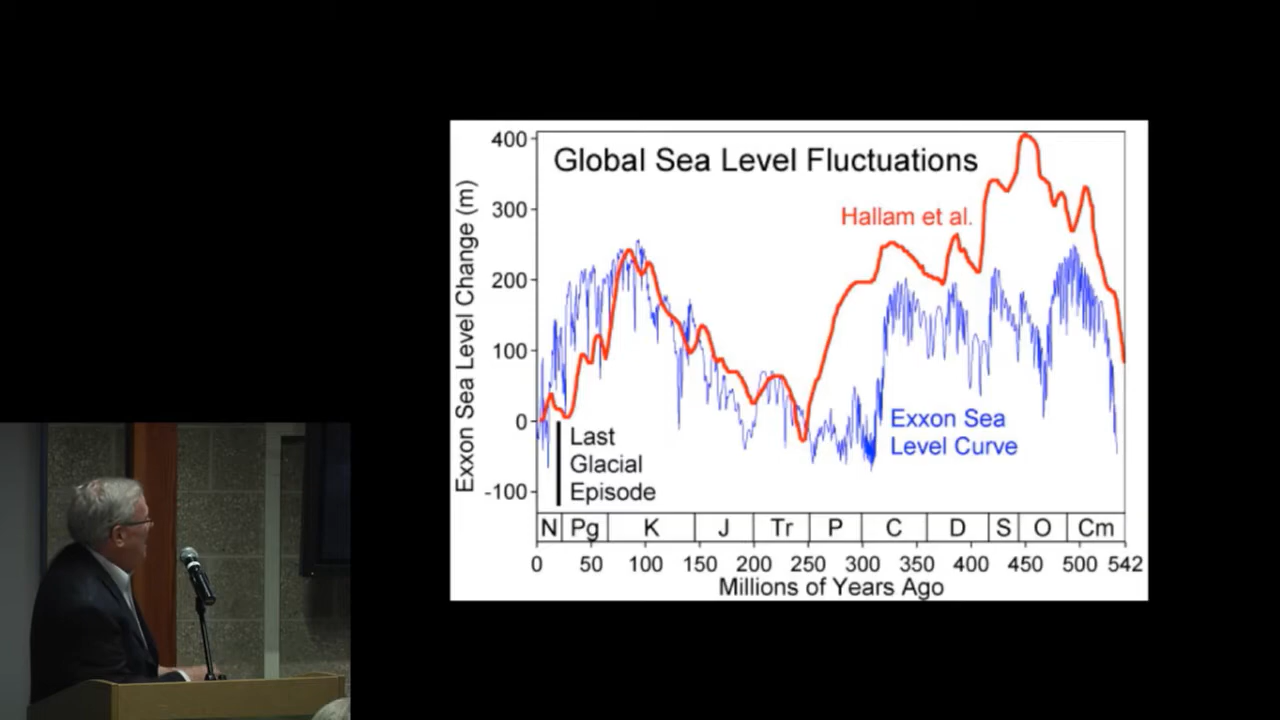 Global Sea Level Fluctuations
Exxon Sea Level Change (m)
400
300
200
100
0
-100
Hallam et al.
Exxon Sea
Level Curve
Last
Glacial
Episode
N Pg K J Tr P C D S O Cm
0 50 100 150 200 250 300 350 400 450 500 542
Millions of Years Ago